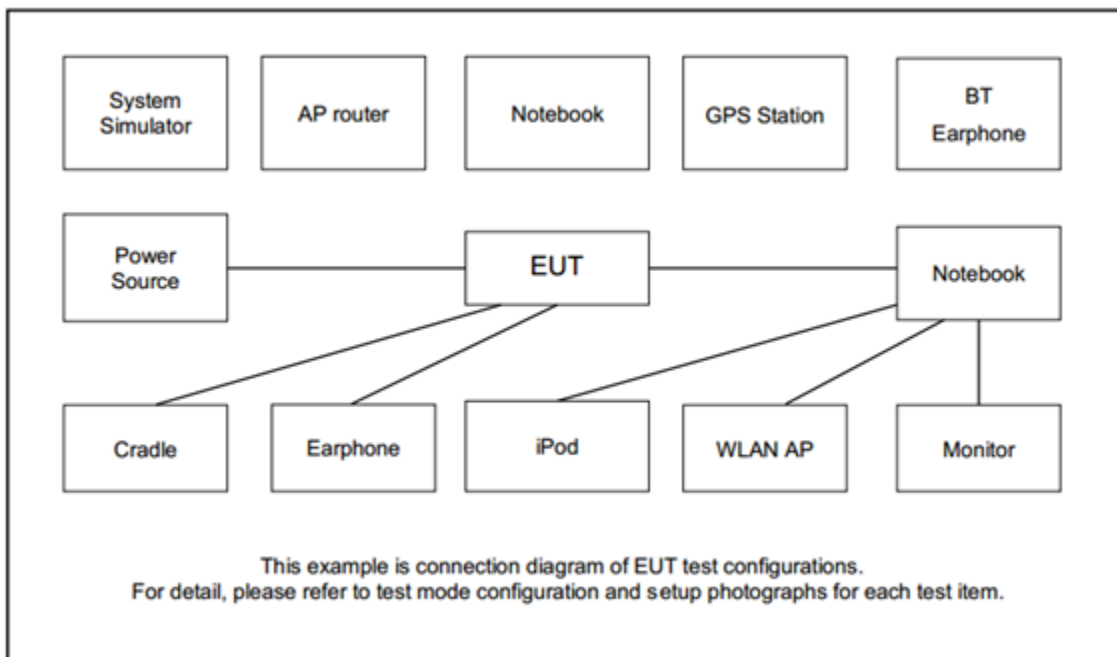 System
Simulator
AP router
Notebook
GPS Station
BT
Earphone
Power
Source
EUT
Notebook
Cradle
Earphone
iPod
WLAN AP
Monitor
This example is connection diagram of EUT test configurations.
For detail, please refer to test mode configuration and setup photographs for each test item.